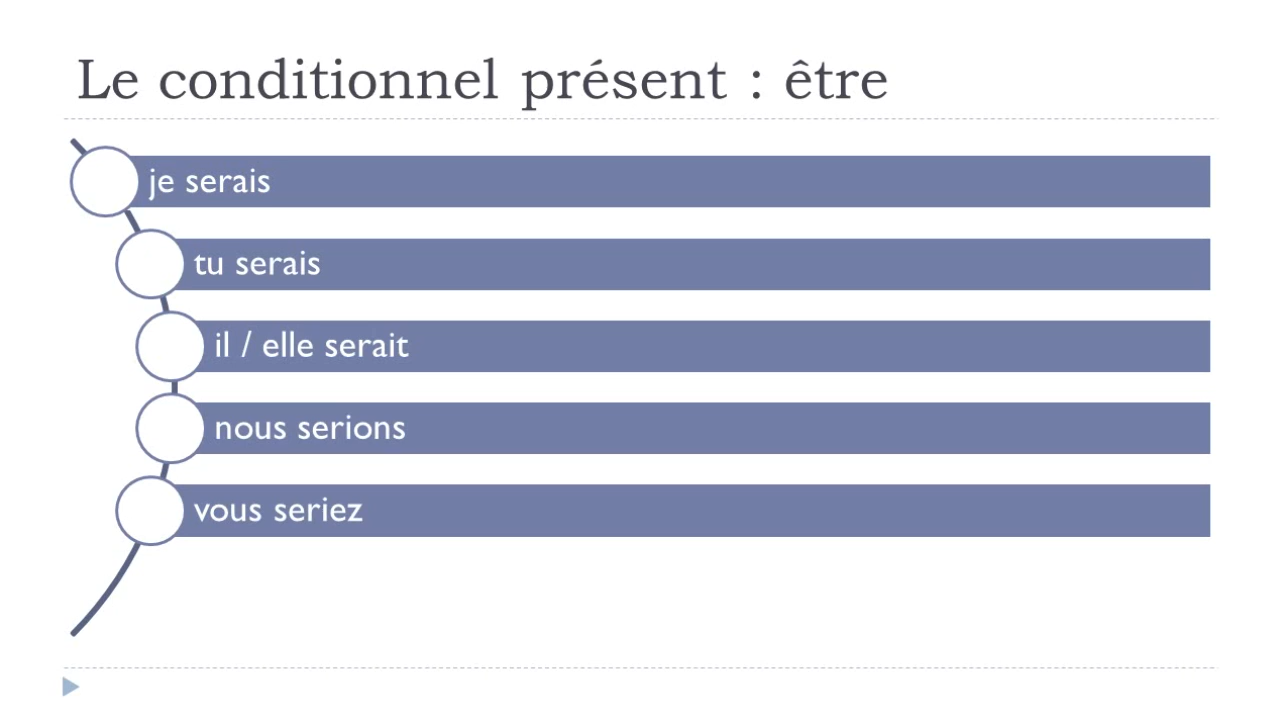 Le conditionnel présent : être
je serais
tu serais
il / elle serait
nous serions
vous seriez